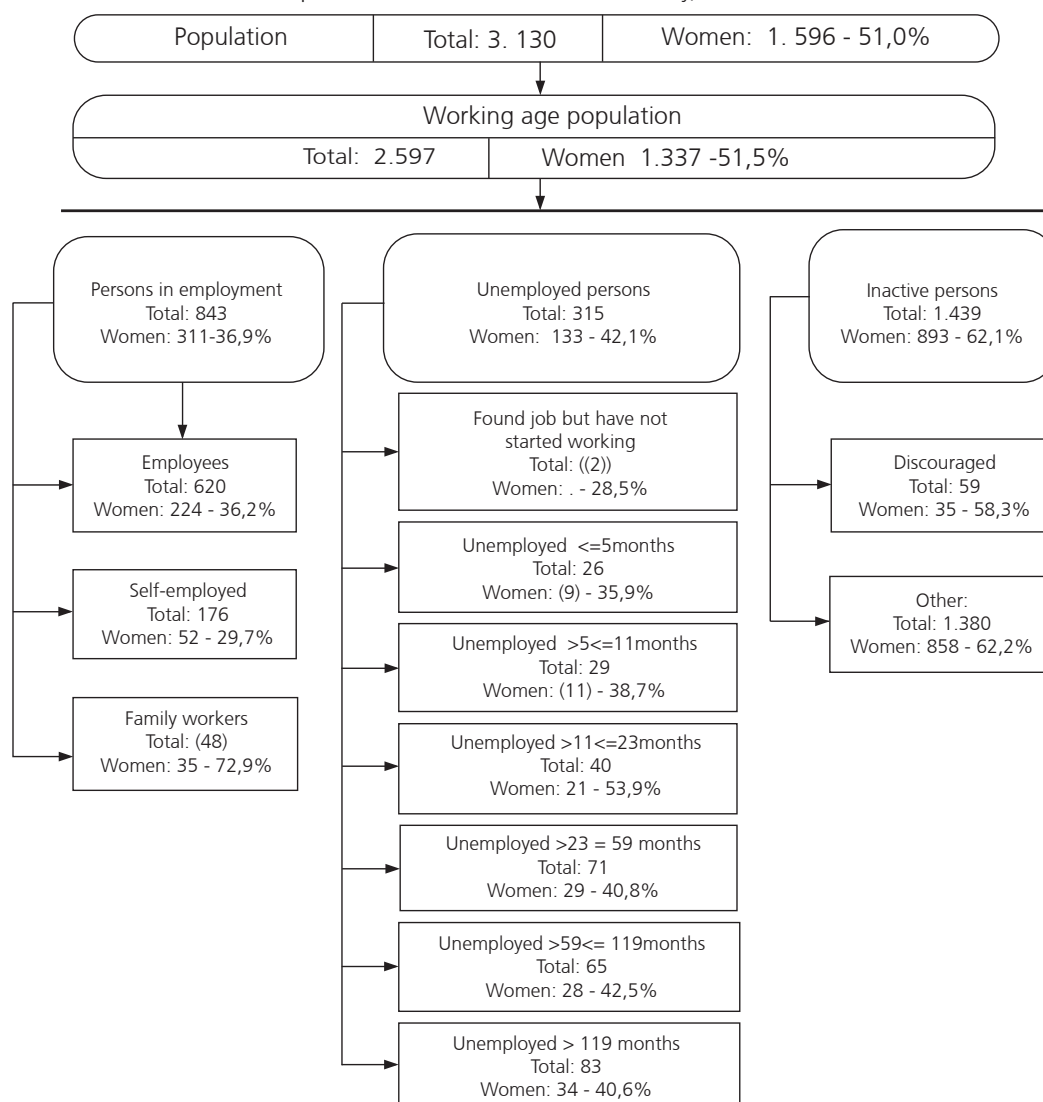 Population Total: 3. 130 Women: 1. 596 - 51,0%
Working age population
Total: 2.597 Women 1.337 -51,5%
Persons in employment
Total: 843
Women: 311-36,9%
Employees
Total: 620
Women: 224 - 36,2%
Self-employed
Total: 176
Women: 52 - 29,7%
Family workers
Total: (48)
Women: 35 - 72,9%
Unemployed persons
Total: 315
Women: 133 - 42,1%
Found job but have not
started working
Total: ((2))
Women: . - 28,5%
Unemployed <=5months
Total: 26
Women: (9) - 35,9%
Unemployed >5<=11months
Total: 29
Women: (11) - 38,7%
Unemployed >11<=23months
Total: 40
Women: 21 - 53,9%
Unemployed >23 = 59 months
Total: 71
Women: 29 - 40,8%
Unemployed >59<= 119months
Total: 65
Women: 28 - 42,5%
Unemployed > 119 months
Total: 83
Women: 34 - 40,6%
Inactive persons
Total: 1.439
Women: 893 - 62,1%
Discouraged
Total: 59
Women: 35 - 58,3%
Other:
Total: 1.380
Women: 858 - 62,2%